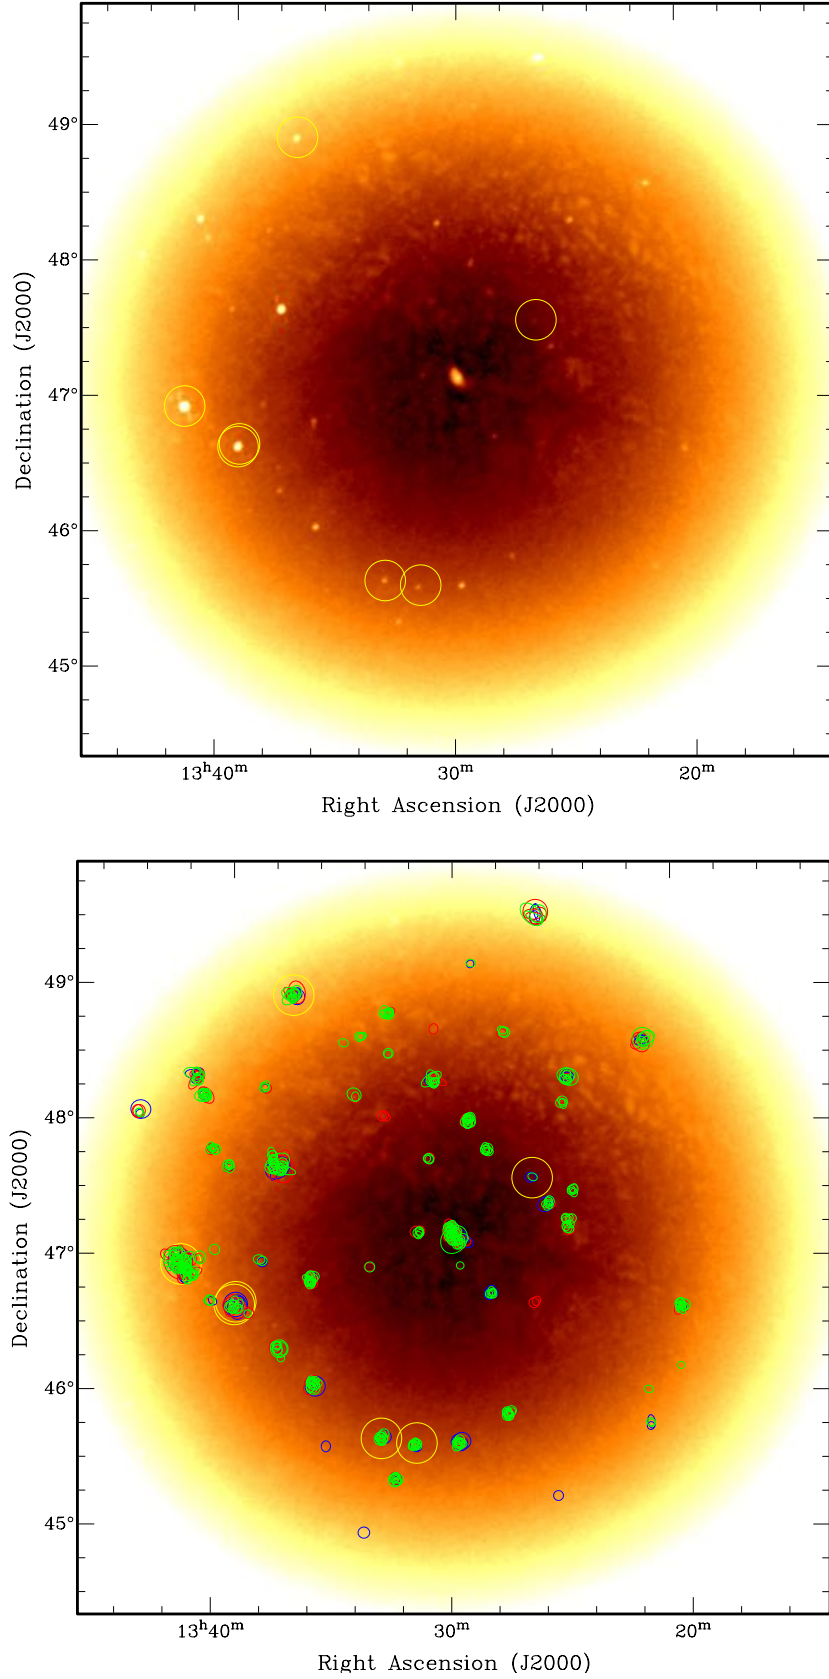 49°
48°
47°
46°
45°
Declination (J2000)
13ʰ40ᵐ 30ᵐ 20ᵐ
Right Ascension (J2000)
49°
48°
47°
46°
45°
Declination (J2000)
13ʰ40ᵐ 30ᵐ 20ᵐ
Right Ascension (J2000)